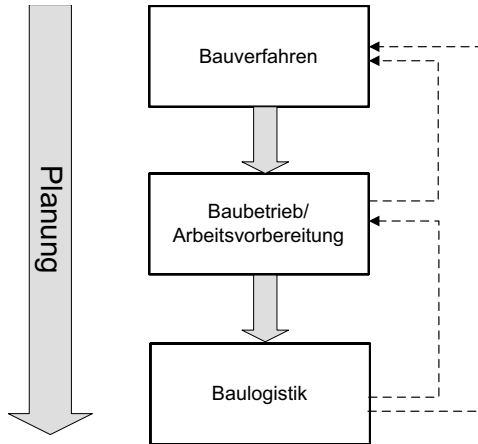 Planung
Bauverfahren
Baubetrieb/
Arbeitsvorbereitung
Baulogistik